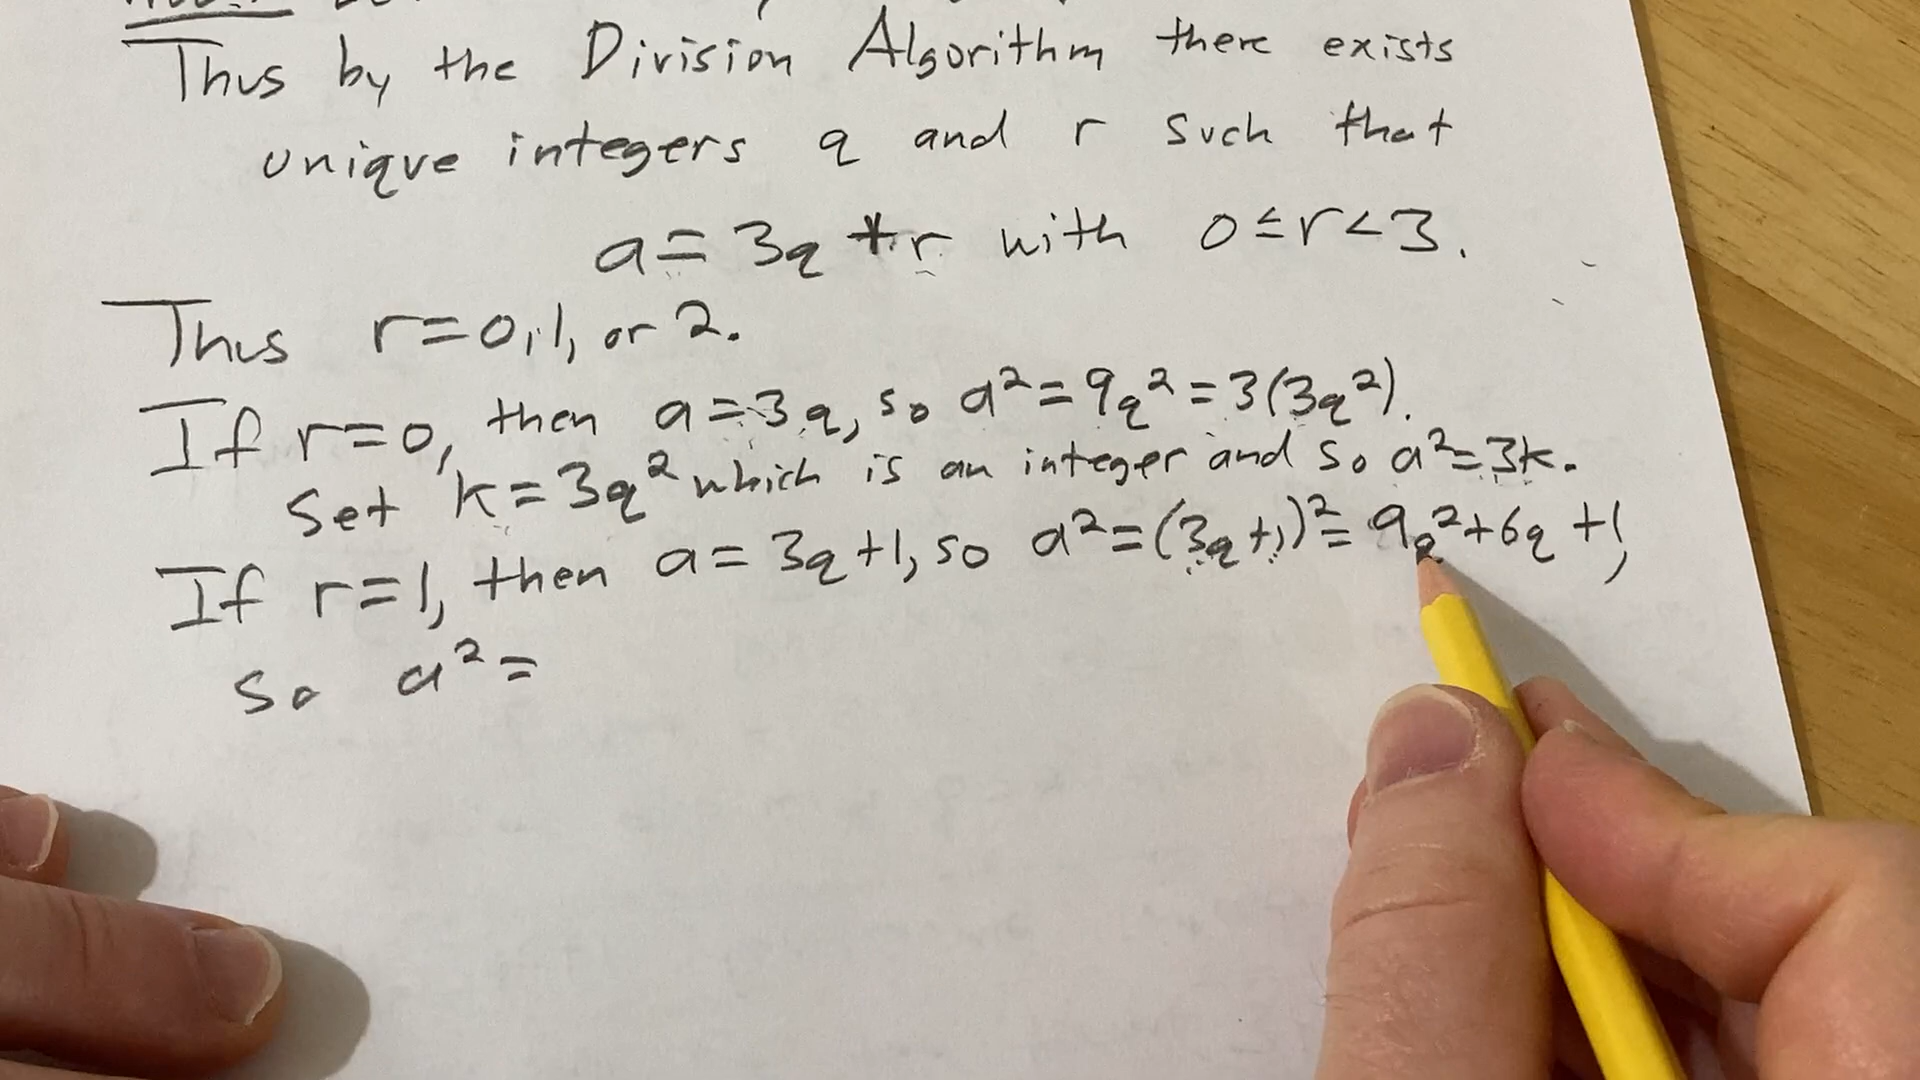 Thus by the Division Algorithm there exists
unique integers q and r such that
a = 3q + r with 0 ≤ r < 3.
Thus r = 0, 1, or 2.
If r = 0, then a = 3q, so a² = 9q² = 3(3q²).
Set k = 3q² which is an integer and so a² = 3k.
If r = 1, then a = 3q + 1, so a² = (3q + 1)² = 9q² + 6q + 1,
so a² =